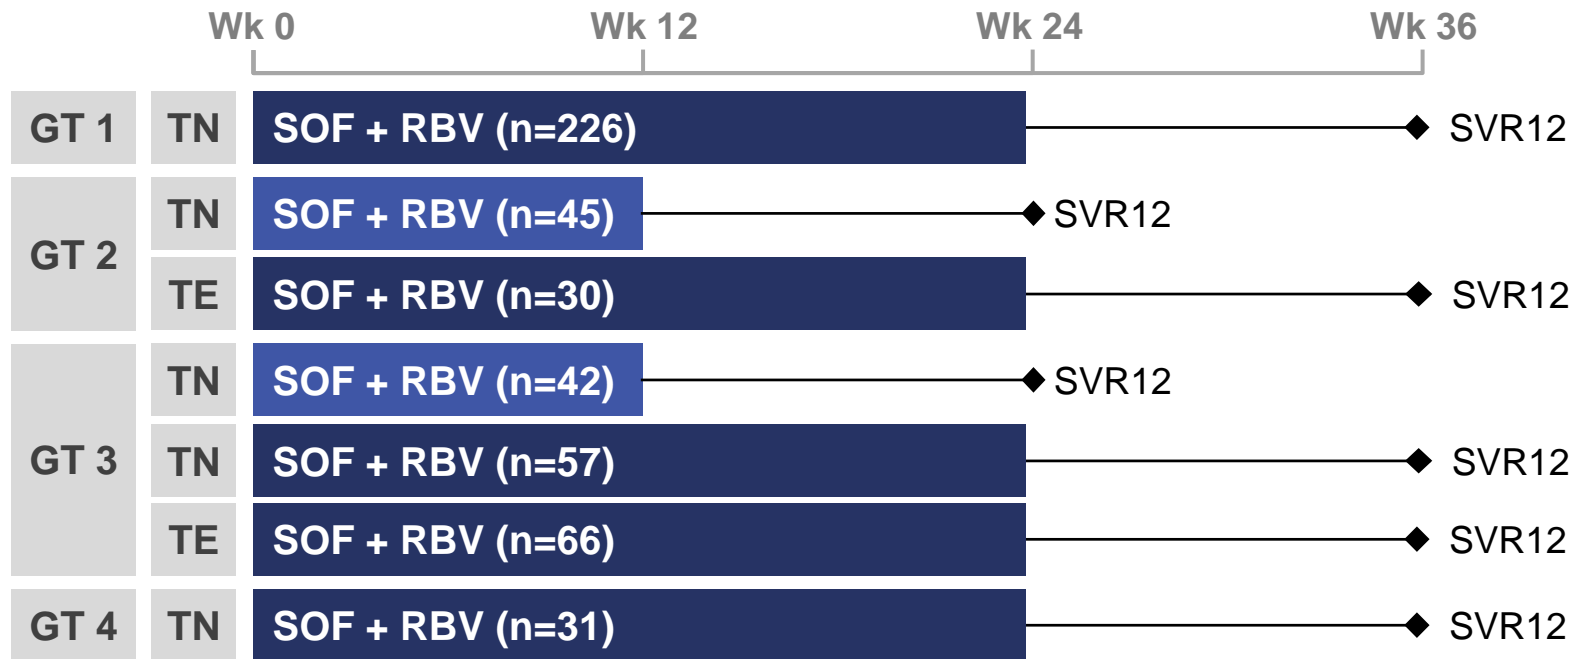 Wk 0 Wk 12 Wk 24 Wk 36
GT 1 TN SOF + RBV (n=226) SVR12
GT 2
TN SOF + RBV (n=45) SVR12
TE SOF + RBV (n=30) SVR12
GT 3
TN SOF + RBV (n=42) SVR12
TN SOF + RBV (n=57) SVR12
TE SOF + RBV (n=66) SVR12
GT 4 TN SOF + RBV (n=31) SVR12